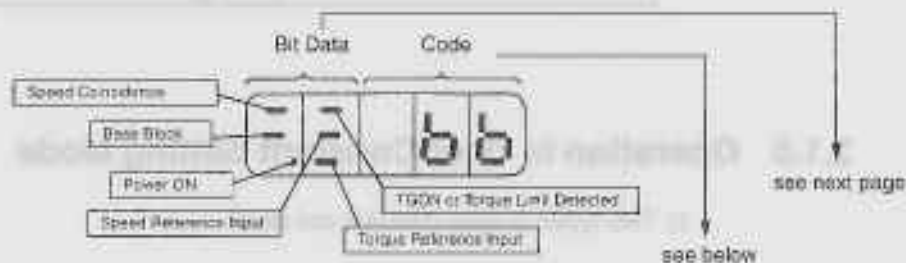 Bit Data Code
Speed Coincidence
Base Block
bb
Power ON
TGON or Torque Limit Detected
see next page
Speed Reference Input
Torque Reference Input
see below